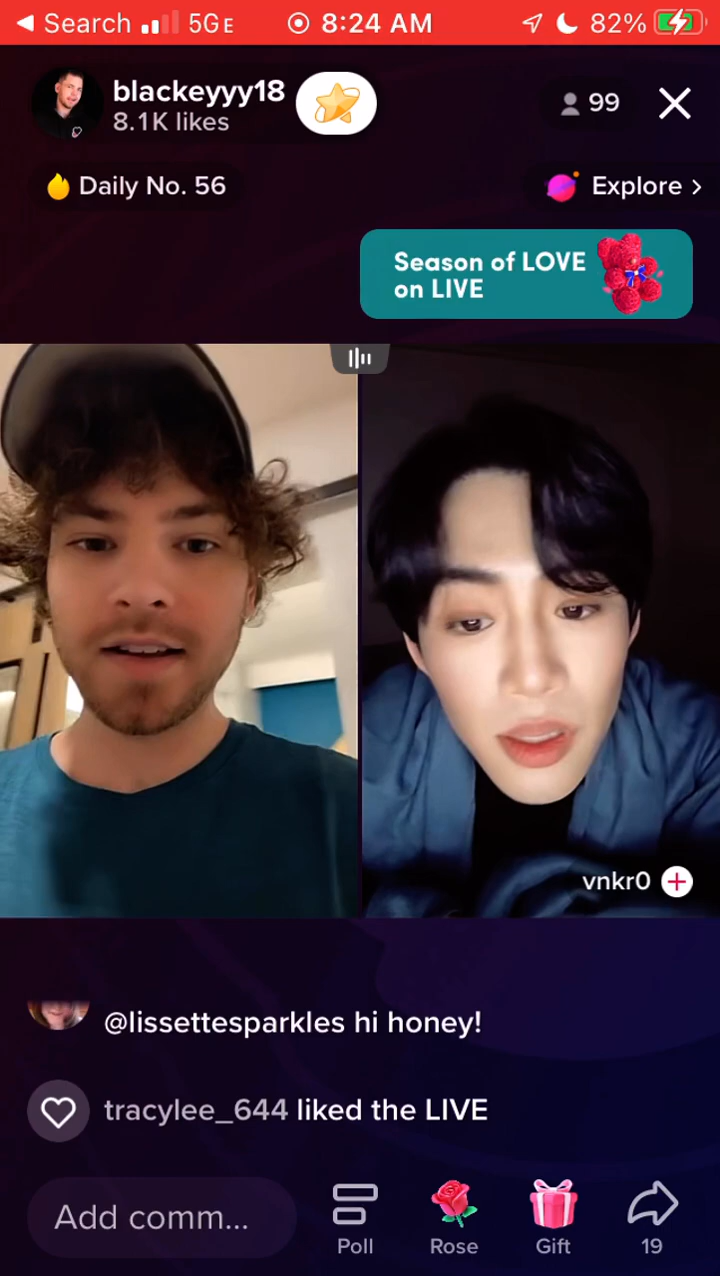 Search 5GE 8:24 AM 82%
blackeyyy18
8.1K likes
99
Daily No. 56
Explore >
Season of LOVE
on LIVE
vnkr0
@lissettesparkles hi honey!
tracylee_644 liked the LIVE
Add comm...
Poll
Rose
Gift
19